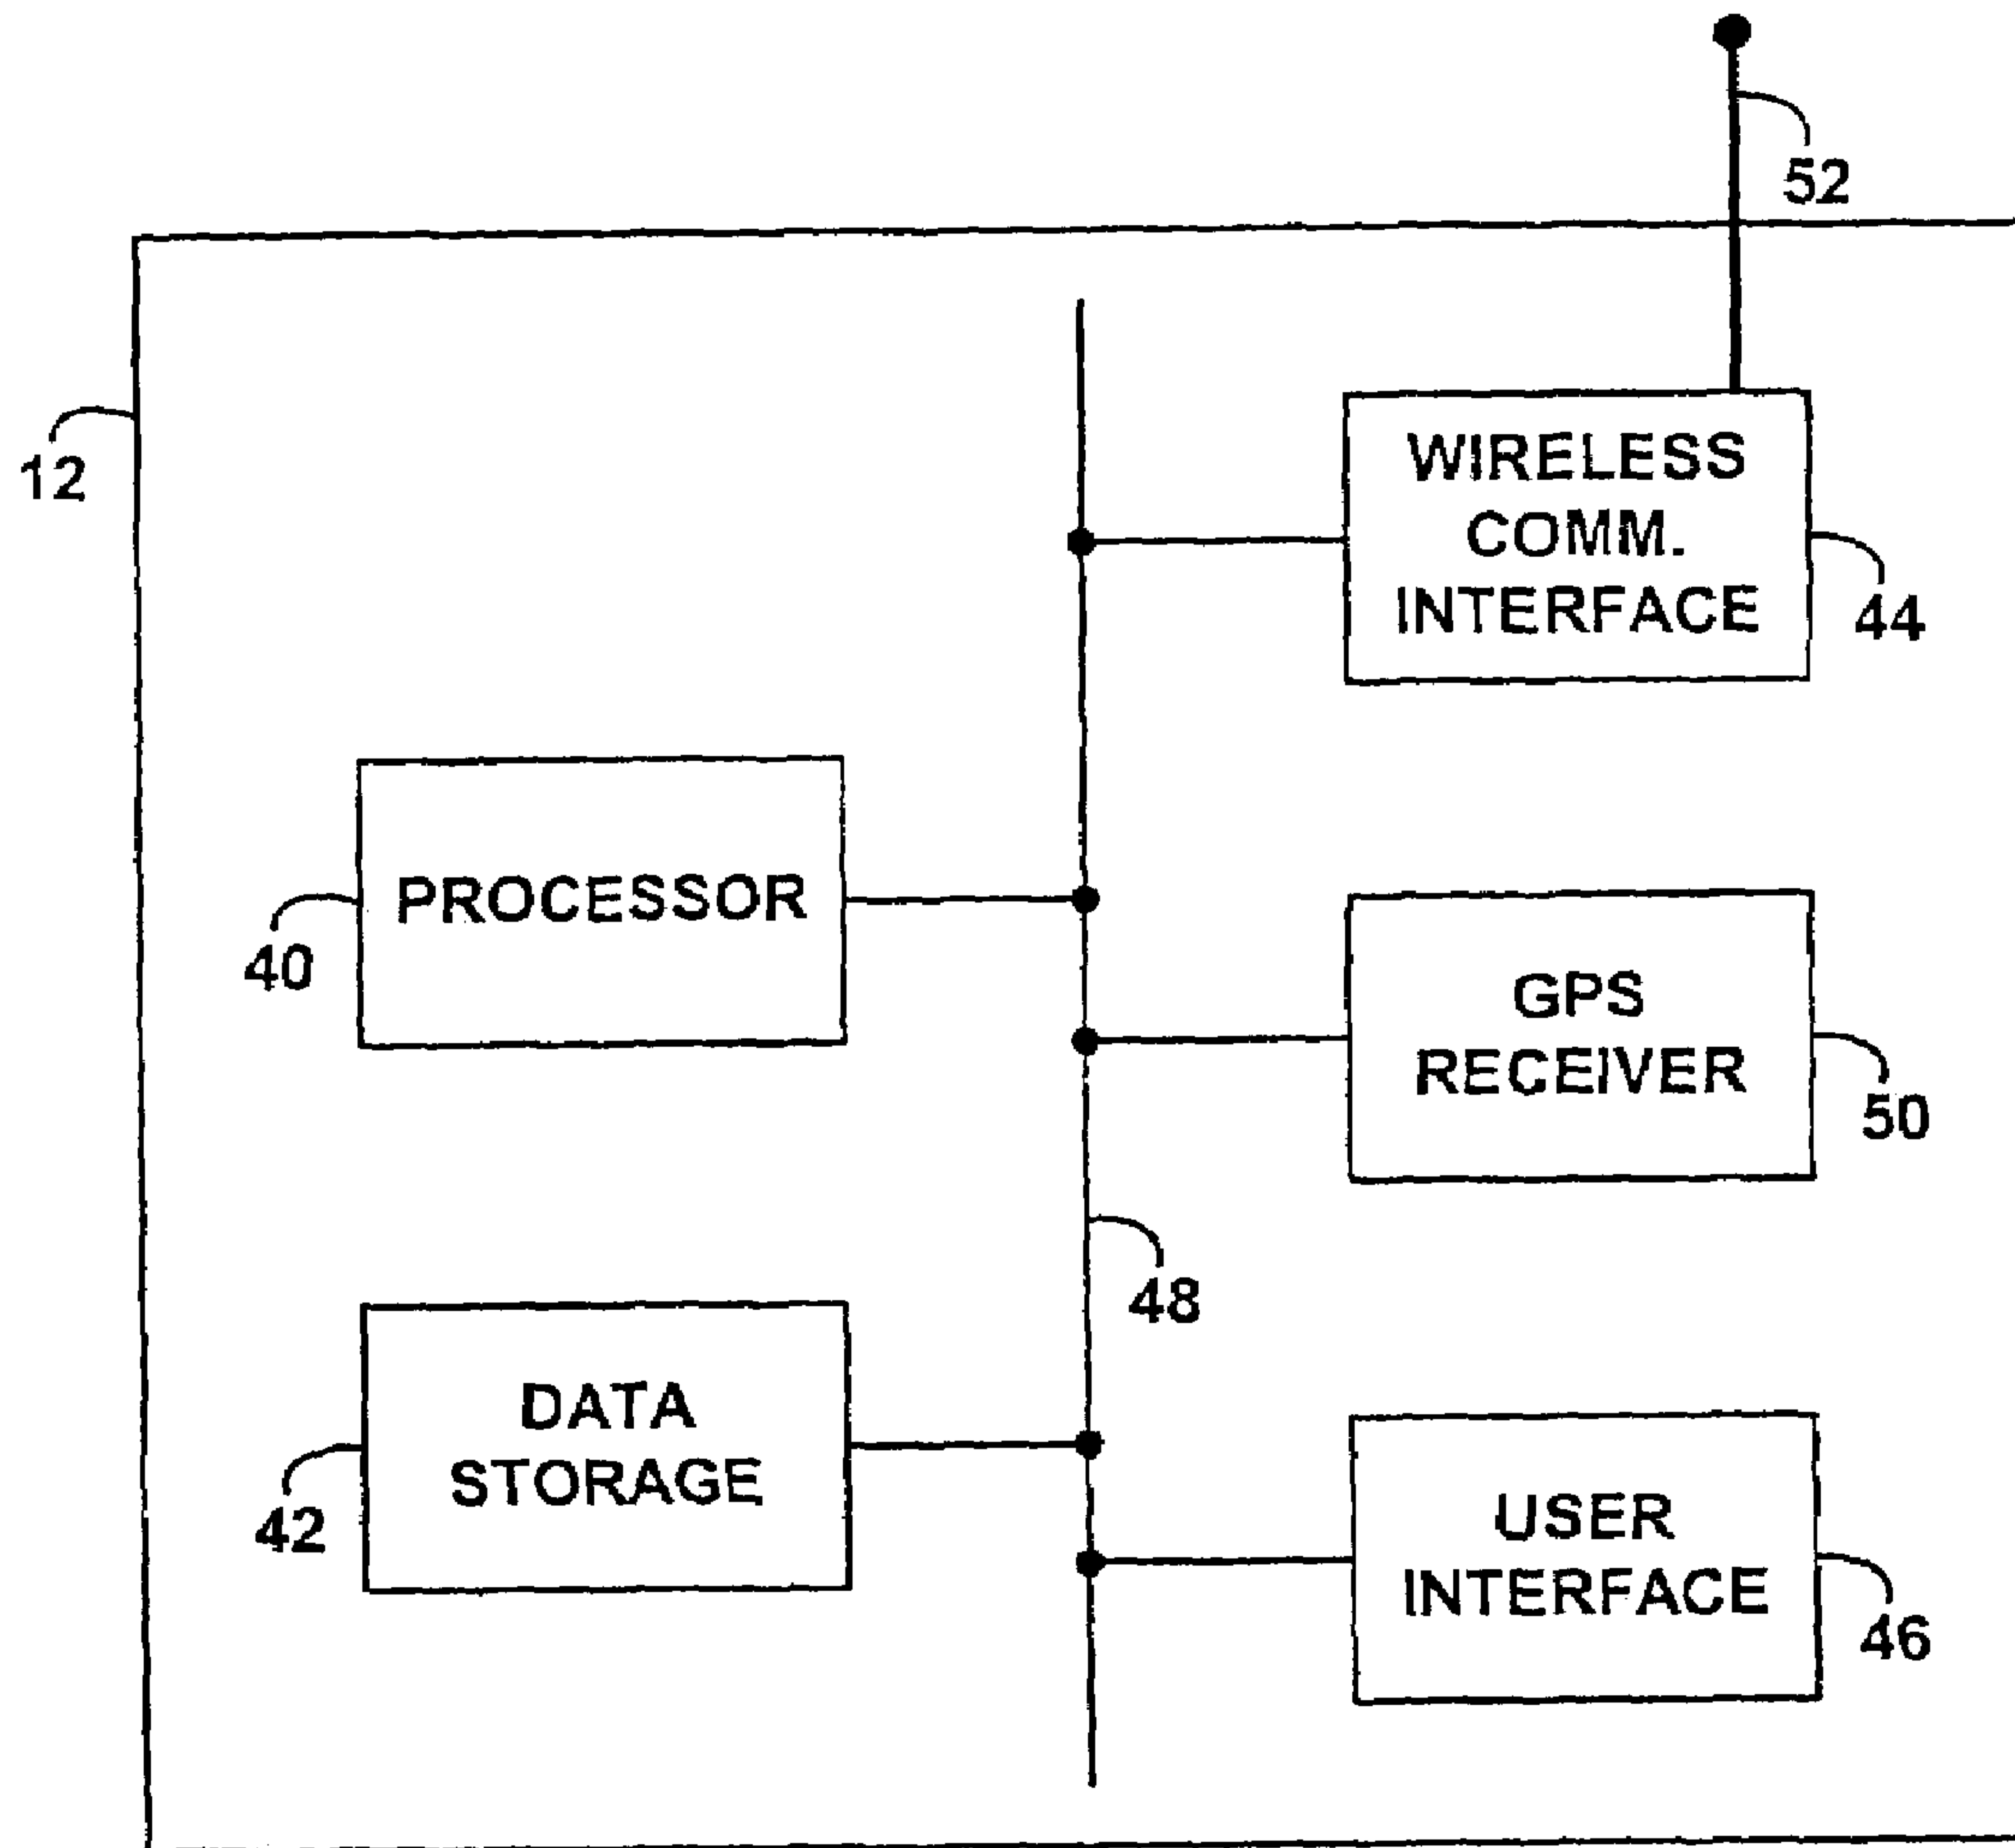 52
12
WIRELESS
COMM.
INTERFACE
44
PROCESSOR
40
GPS
RECEIVER
50
48
DATA
STORAGE
42
USER
INTERFACE
46